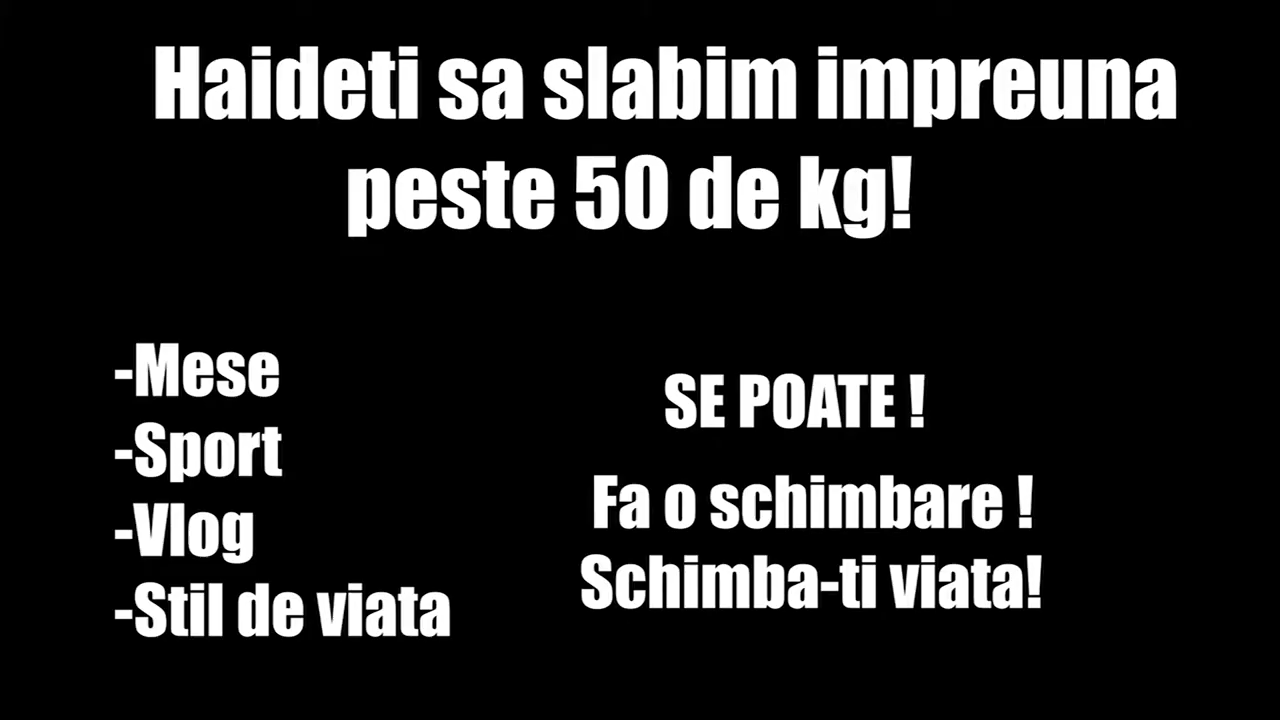 Haideti sa slabim impreuna
peste 50 de kg!
-Mese
-Sport
-Vlog
-Stil de viata
SE POATE !
Fa o schimbare !
Schimba-ti viata!